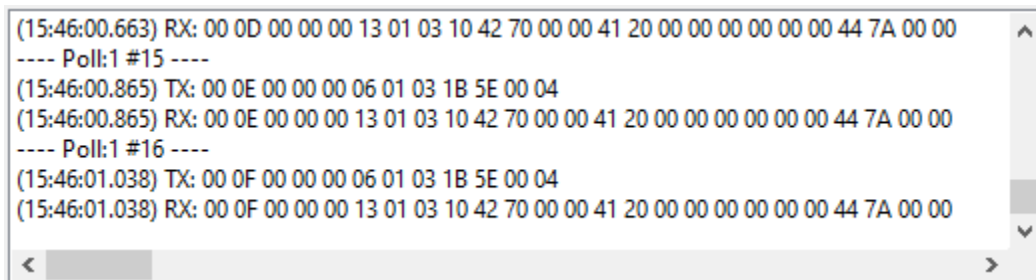 (15:46:00.663) RX: 00 0D 00 00 00 13 01 03 10 42 70 00 00 41 20 00 00 00 00 00 00 44 7A 00 00
---- Poll:1 #15 ----
(15:46:00.865) TX: 00 0E 00 00 00 06 01 03 1B 5E 00 04
(15:46:00.865) RX: 00 0E 00 00 00 13 01 03 10 42 70 00 00 41 20 00 00 00 00 00 00 44 7A 00 00
---- Poll:1 #16 ----
(15:46:01.038) TX: 00 0F 00 00 00 06 01 03 1B 5E 00 04
(15:46:01.038) RX: 00 0F 00 00 00 13 01 03 10 42 70 00 00 41 20 00 00 00 00 00 00 44 7A 00 00